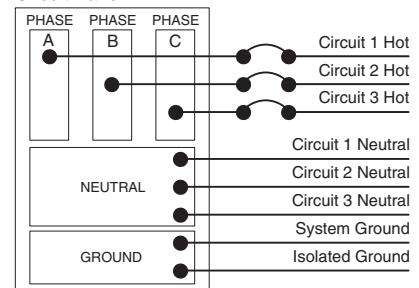 PHASE PHASE PHASE
A B C
Circuit 1 Hot
Circuit 2 Hot
Circuit 3 Hot
Circuit 1 Neutral
NEUTRAL
Circuit 2 Neutral
Circuit 3 Neutral
System Ground
GROUND
Isolated Ground